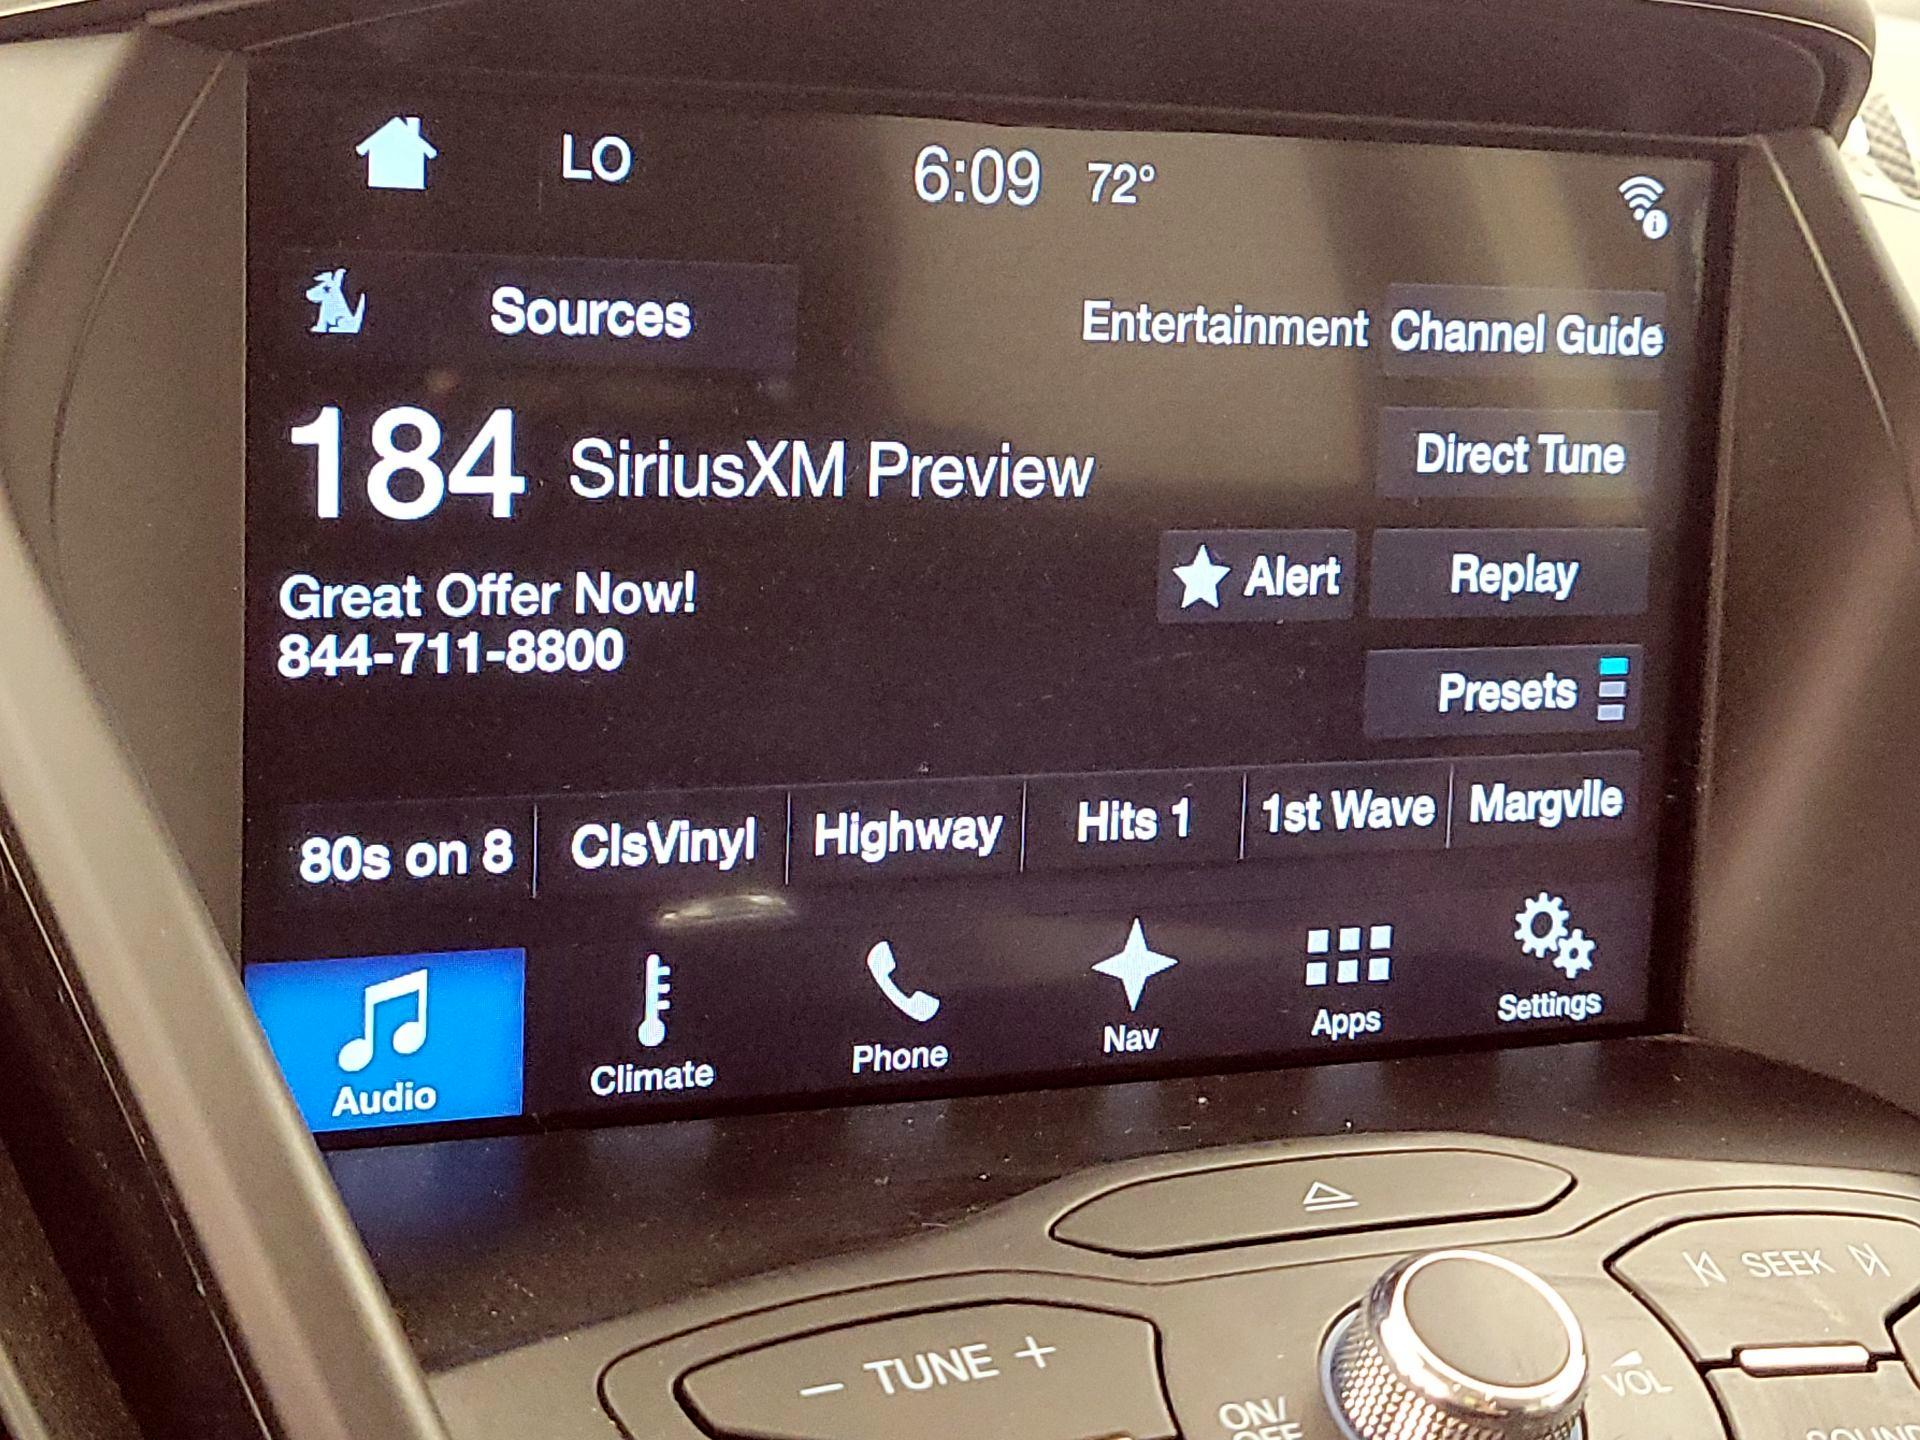 LO
6:09 72°
Sources
Entertainment
Channel Guide
184 SiriusXM Preview
Direct Tune
Great Offer Now!
844-711-8800
Alert
Replay
Presets
80s on 8
ClsVinyl
Highway
Hits 1
1st Wave
Margvlle
Audio
Climate
Phone
Nav
Apps
Settings
SEEK
− TUNE +
VOL
ON/
OFF